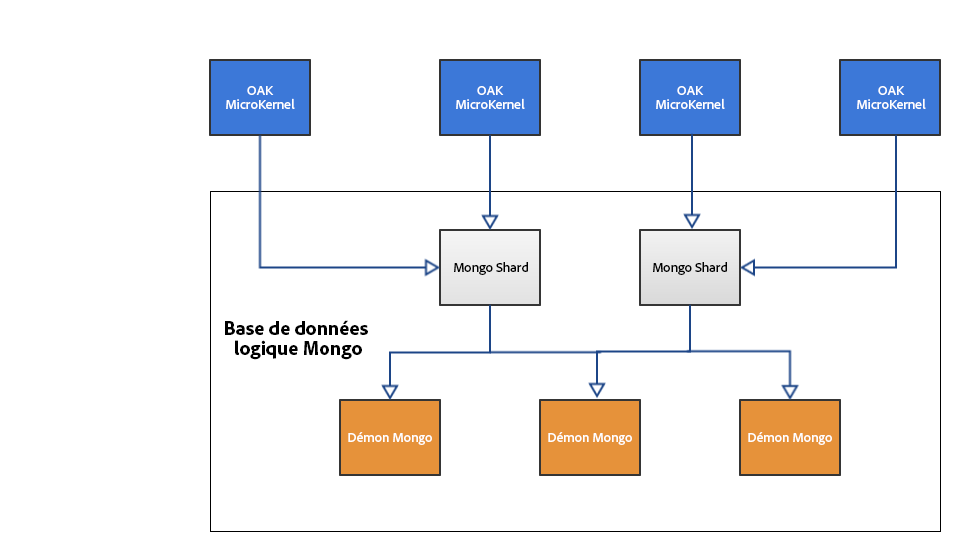 OAK
MicroKernel
OAK
MicroKernel
OAK
MicroKernel
OAK
MicroKernel
Mongo Shard
Mongo Shard
Base de données
logique Mongo
Démon Mongo
Démon Mongo
Démon Mongo